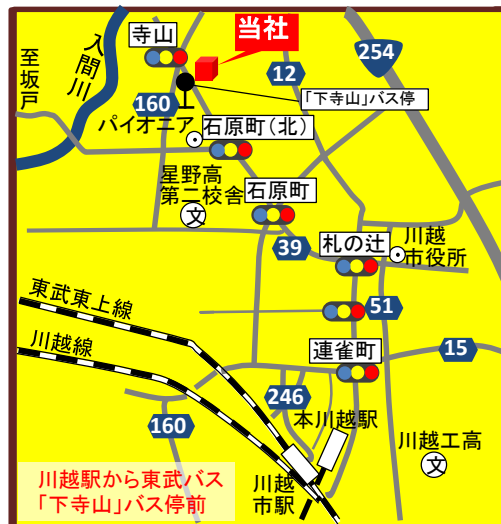 当社
寺山
254
至坂戸
入間川
12
160
「下寺山」バス停
パイオニア
石原町(北)
星野高
第二校舎
文
石原町
39
札の辻
川越
市役所
東武東上線
51
川越線
連雀町
15
246
160
本川越駅
川越工高
文
川越
市駅
川越駅から東武バス
「下寺山」バス停前